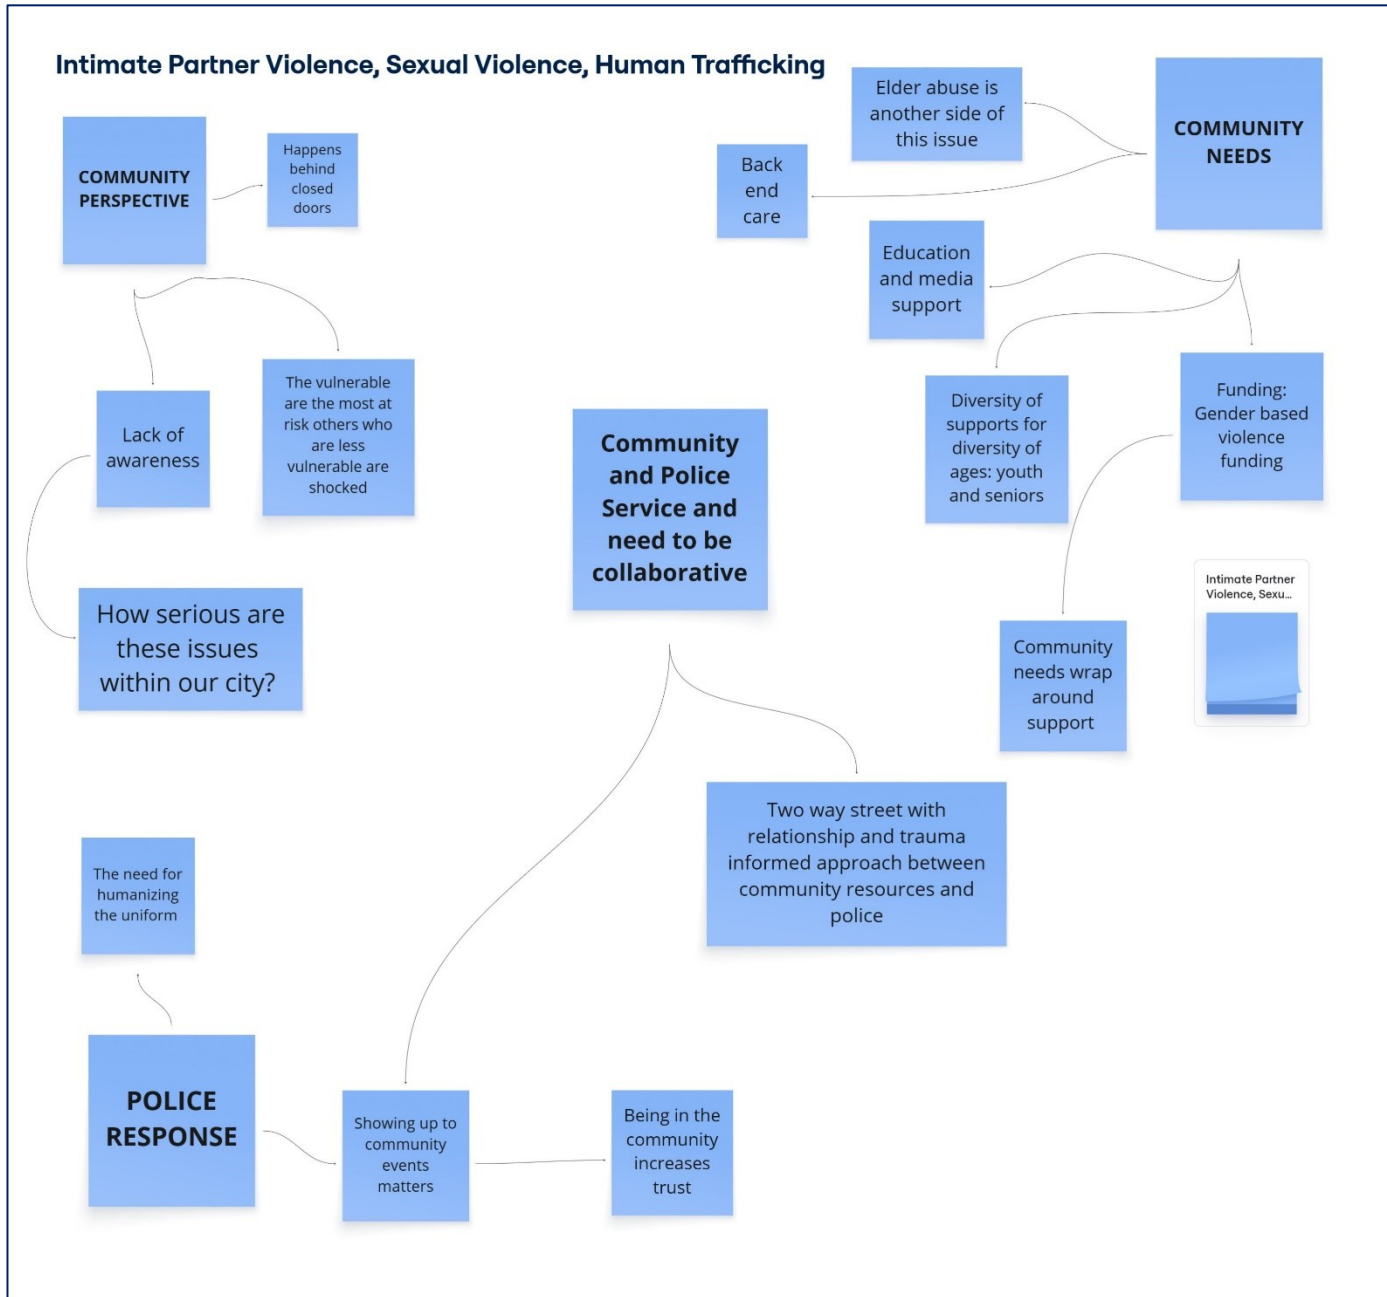 Intimate Partner Violence, Sexual Violence, Human Trafficking
COMMUNITY
PERSPECTIVE
Happens
behind
closed
doors
Lack of
awareness
The vulnerable
are the most at
risk others who
are less
vulnerable are
shocked
How serious are
these issues
within our city?
Elder abuse is
another side of
this issue
COMMUNITY
NEEDS
Back
end
care
Education
and media
support
Diversity of
supports for
diversity of
ages: youth
and seniors
Funding:
Gender based
violence
funding
Community
needs wrap
around
support
Intimate Partner
Violence, Sexu...
Community
and Police
Service and
need to be
collaborative
Two way street with
relationship and trauma
informed approach between
community resources and
police
The need for
humanizing
the uniform
POLICE
RESPONSE
Showing up to
community
events
matters
Being in the
community
increases
trust